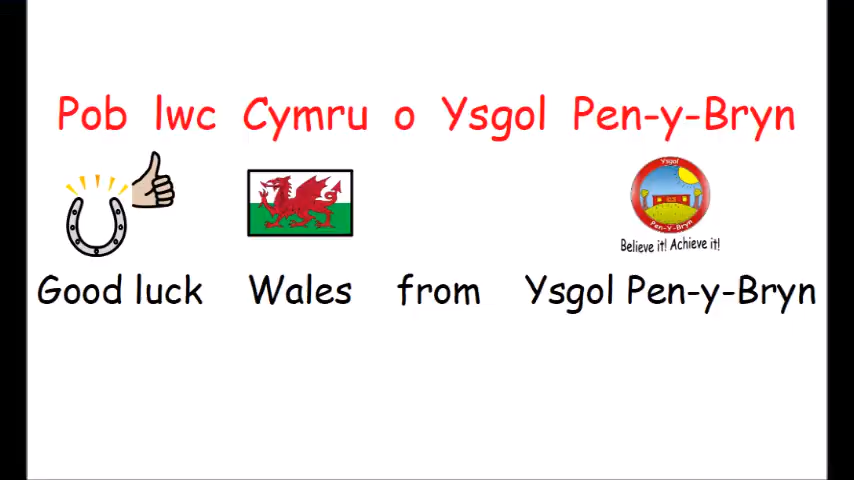 Pob lwc Cymru o Ysgol Pen-y-Bryn
Ysgol
Pen-Y-Bryn
Believe it! Achieve it!
Good luck Wales from Ysgol Pen-y-Bryn